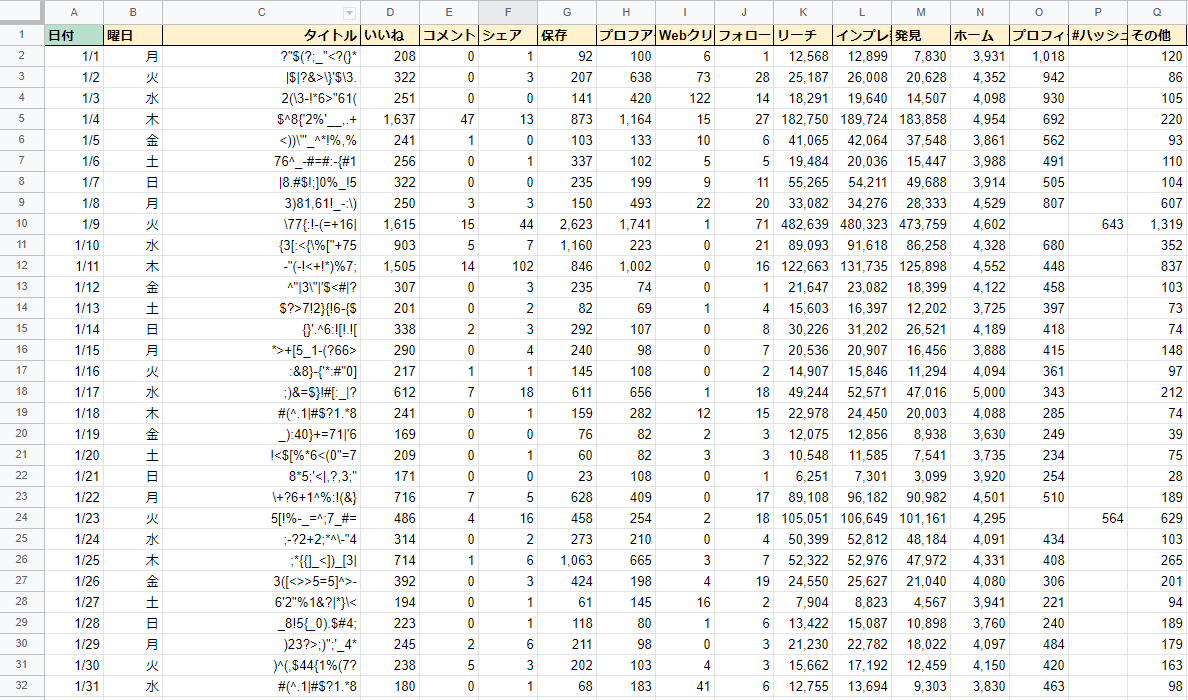 A B C D E F G H I J K L M N O P Q
1 日付 曜日 タイトル いいね コメント シェア 保存 プロファ Webクリ フォロー リーチ インプレ 発見 ホーム プロフィ #ハッシュ その他
2 1/1 月 ?"$(?;_"<?(}* 208 0 1 92 100 6 1 12,568 12,899 7,830 3,931 1,018 120
3 1/2 火 |$|?&>\}'$\3. 322 0 3 207 638 73 28 25,187 26,008 20,628 4,352 942 86
4 1/3 水 2(\3-!*6>"61( 251 0 0 141 420 122 14 18,291 19,640 14,507 4,098 930 105
5 1/4 木 $^8{'2%'__,.+ 1,637 47 13 873 1,164 15 27 182,750 189,724 183,858 4,954 692 220
6 1/5 金 <))\'"_^*!%,% 241 1 0 103 133 10 6 41,065 42,064 37,548 3,861 562 93
7 1/6 土 76^_-#=#:-{#1 256 0 1 337 102 5 5 19,484 20,036 15,447 3,988 491 110
8 1/7 日 |8.#$!;]0%_!5 322 0 0 235 199 9 11 55,265 54,211 49,688 3,914 505 104
9 1/8 月 3)81,61!_-:\) 250 3 3 150 493 22 20 33,082 34,276 28,333 4,529 807 607
10 1/9 火 \77{:!-(=+16| 1,615 15 44 2,623 1,741 1 71 482,639 480,323 473,759 4,602 643 1,319
11 1/10 水 {3[:<{\%["+75 903 5 7 1,160 223 0 21 89,093 91,618 86,258 4,328 680 352
12 1/11 木 -"(-!<+!*)%7; 1,505 14 102 846 1,002 0 16 122,663 131,735 125,898 4,552 448 837
13 1/12 金 ^"|3\"|'$<#|? 307 0 3 235 74 0 1 21,647 23,082 18,399 4,122 458 103
14 1/13 土 $?>7!2}{!6-{$ 201 0 2 82 69 1 4 15,603 16,397 12,202 3,725 397 73
15 1/14 日 {}'.^6:![!.![ 338 2 3 292 107 0 8 30,226 31,202 26,521 4,189 418 74
16 1/15 月 *>+[5_1-(?66> 290 0 4 240 98 0 7 20,536 20,907 16,456 3,888 415 148
17 1/16 火 :&8}-{'*:#"0] 217 1 1 145 108 0 2 14,907 15,846 11,294 4,094 361 97
18 1/17 水 ;)&=$}!#[:_|? 612 7 18 611 656 1 18 49,244 52,571 47,016 5,000 343 212
19 1/18 木 #(^.1|#$?1.*8 241 0 1 159 282 12 15 22,978 24,450 20,003 4,088 285 74
20 1/19 金 _):40}+=71|'6 169 0 0 76 82 2 3 12,075 12,856 8,938 3,630 249 39
21 1/20 土 !<$[%*6<(0"=7 209 0 1 60 82 3 3 10,548 11,585 7,541 3,735 234 75
22 1/21 日 8*5;'<|,?,3;" 171 0 0 23 108 0 1 6,251 7,301 3,099 3,920 254 28
23 1/22 月 \+?6+1^%:!(&} 716 7 5 628 409 0 17 89,108 96,182 90,982 4,501 510 189
24 1/23 火 5[!%-_=^;7_#= 486 4 16 458 254 2 18 105,051 106,649 101,161 4,295 564 629
25 1/24 水 ;-?2+2;*^\-"4 314 0 2 273 210 0 4 50,399 52,812 48,184 4,091 434 103
26 1/25 木 ;*{{]_<])_[3| 714 1 6 1,063 665 3 7 52,322 52,976 47,972 4,331 408 265
27 1/26 金 3([<>>5=5]^>- 392 0 3 424 198 4 19 24,550 25,627 21,040 4,080 306 201
28 1/27 土 6'2"%1&?|*}\< 194 0 1 61 145 16 2 7,904 8,823 4,567 3,941 221 94
29 1/28 日 _8!5{_0).$#4; 223 0 1 118 80 1 6 13,422 15,087 10,898 3,760 240 189
30 1/29 月 )23?>;)";'_4* 245 2 6 211 98 0 3 21,230 22,782 18,022 4,097 484 179
31 1/30 火 )^(,$44{1%(7? 238 5 3 202 103 4 3 15,662 17,192 12,459 4,150 420 163
32 1/31 水 #(^.1|#$?1.*8 180 0 1 68 183 41 6 12,755 13,694 9,303 3,830 463 98